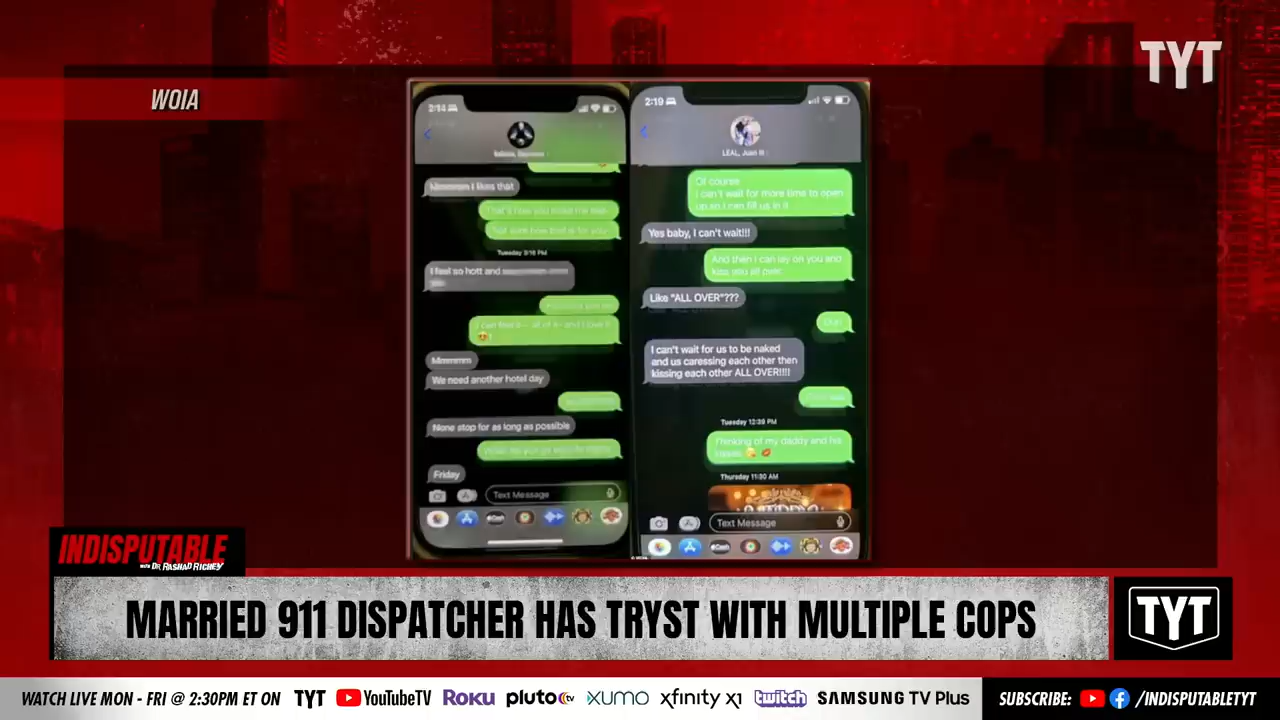 WOIA
TYT
2:14
Mmmmm I likes that
Tuesday 3:16 PM
I feel so hott and
Mmmmm
We need another hotel day
None stop for as long as possible
Friday
Text Message
2:19
LEAL, Juan
Of course
I can't wait for more time to open
up so I can fill us in it
Yes baby, I can't wait!!!
And then I can lay on you and
kiss you all over
Like "ALL OVER"???
I can't wait for us to be naked
and us caressing each other then
kissing each other ALL OVER!!!!
Tuesday 12:39 PM
Thinking of my daddy and his
Thursday 11:30 AM
Text Message
INDISPUTABLE
WITH DR. RASHAD RICHEY
MARRIED 911 DISPATCHER HAS TRYST WITH MULTIPLE COPS
TYT
WATCH LIVE MON - FRI @ 2:30PM ET ON TYT YouTubeTV ROKU pluto tv xumo xfinity x1 twitch SAMSUNG TV Plus SUBSCRIBE: /INDISPUTABLETYT